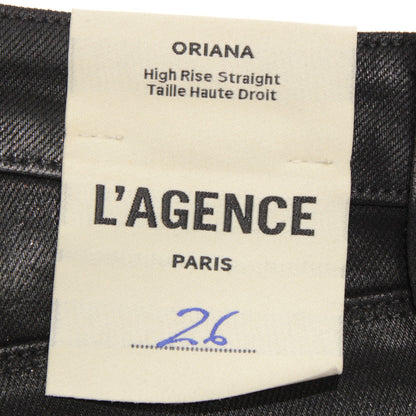 ORIANA
High Rise Straight
Taille Haute Droit
L'AGENCE
PARIS
26